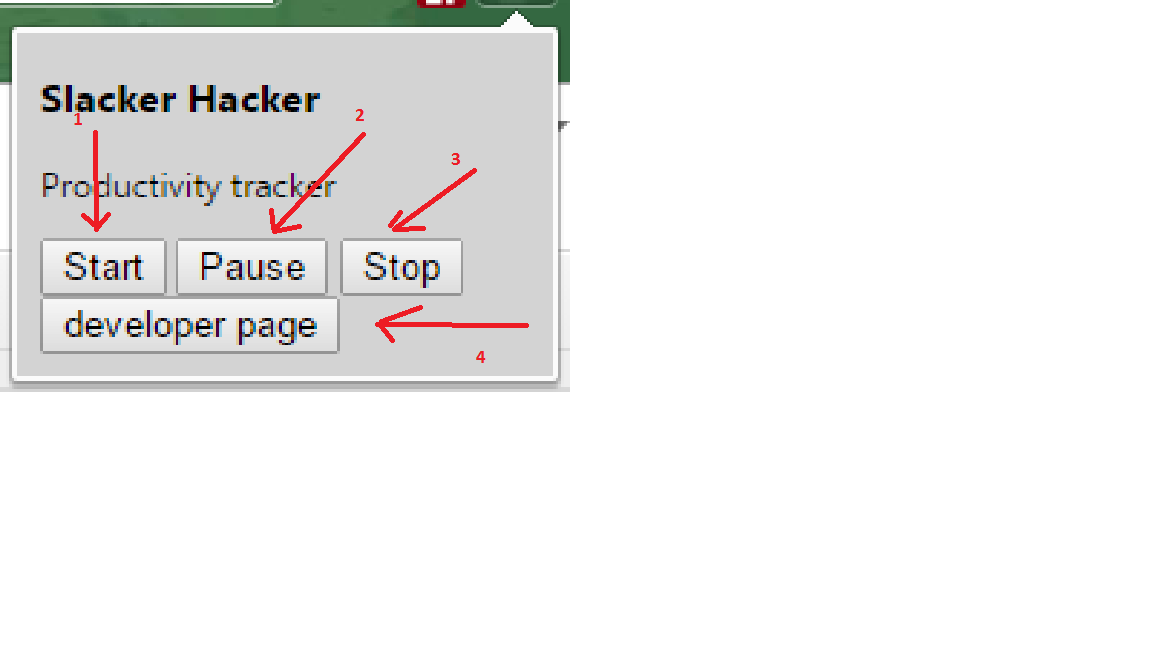 Slacker Hacker
1
2
3
Productivity tracker
Start Pause Stop
developer page
4